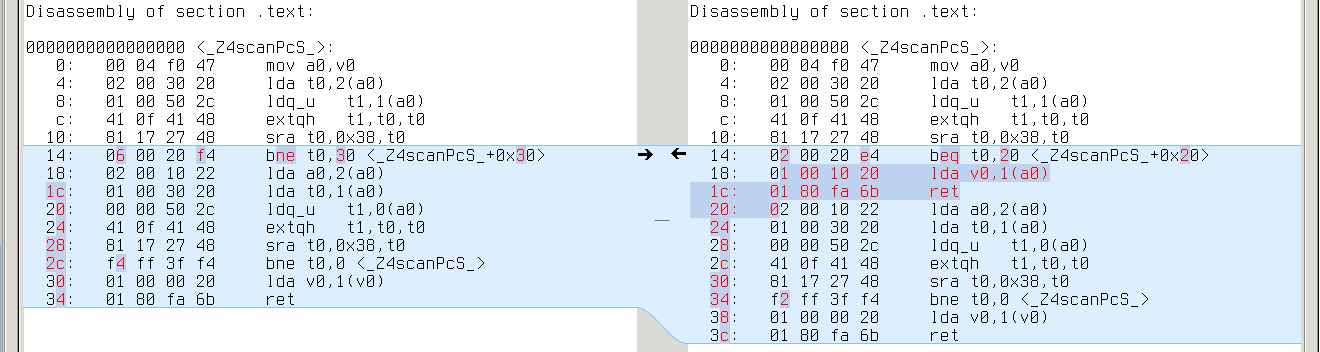 Disassembly of section .text:
0000000000000000 <_Z4scanPcS_>:
0: 00 04 f0 47 mov a0,v0
4: 02 00 30 20 lda t0,2(a0)
8: 01 00 50 2c ldq_u t1,1(a0)
c: 41 0f 41 48 extqh t1,t0,t0
10: 81 17 27 48 sra t0,0x38,t0
14: 06 00 20 f4 bne t0,30 <_Z4scanPcS_+0x30>
18: 02 00 10 22 lda a0,2(a0)
1c: 01 00 30 20 lda t0,1(a0)
20: 00 00 50 2c ldq_u t1,0(a0)
24: 41 0f 41 48 extqh t1,t0,t0
28: 81 17 27 48 sra t0,0x38,t0
2c: f4 ff 3f f4 bne t0,0 <_Z4scanPcS_>
30: 01 00 00 20 lda v0,1(v0)
34: 01 80 fa 6b ret
Disassembly of section .text:
0000000000000000 <_Z4scanPcS_>:
0: 00 04 f0 47 mov a0,v0
4: 02 00 30 20 lda t0,2(a0)
8: 01 00 50 2c ldq_u t1,1(a0)
c: 41 0f 41 48 extqh t1,t0,t0
10: 81 17 27 48 sra t0,0x38,t0
14: 02 00 20 e4 beq t0,20 <_Z4scanPcS_+0x20>
18: 01 00 10 20 lda v0,1(a0)
1c: 01 80 fa 6b ret
20: 02 00 10 22 lda a0,2(a0)
24: 01 00 30 20 lda t0,1(a0)
28: 00 00 50 2c ldq_u t1,0(a0)
2c: 41 0f 41 48 extqh t1,t0,t0
30: 81 17 27 48 sra t0,0x38,t0
34: f2 ff 3f f4 bne t0,0 <_Z4scanPcS_>
38: 01 00 00 20 lda v0,1(v0)
3c: 01 80 fa 6b ret